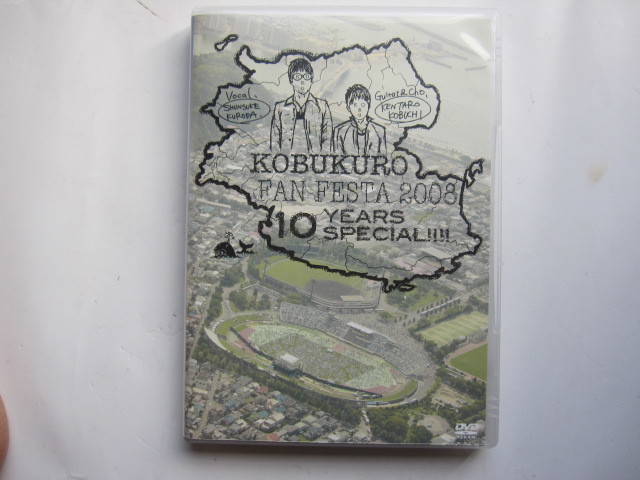 Vocal.
SHUNSUKE
KURODA
Guitar & Cho.
KENTARO
KOBUCHI
KOBUKURO
FAN FESTA 2008
10 YEARS
SPECIAL!!!!
DVD